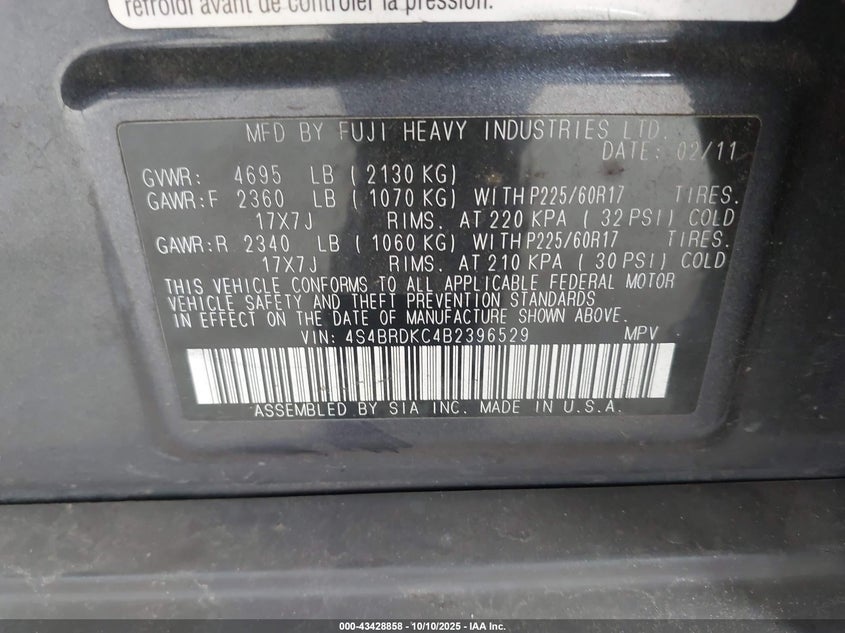 refroidi avant de contrôler la pression.
MFD BY FUJI HEAVY INDUSTRIES LTD.
DATE: 02/11
GVWR: 4695 LB ( 2130 KG)
GAWR:F 2360 LB ( 1070 KG) WITH P225/60R17 TIRES.
17X7J RIMS. AT 220 KPA ( 32 PSI) COLD
GAWR:R 2340 LB ( 1060 KG) WITH P225/60R17 TIRES.
17X7J RIMS. AT 210 KPA ( 30 PSI) COLD
THIS VEHICLE CONFORMS TO ALL APPLICABLE FEDERAL MOTOR
VEHICLE SAFETY AND THEFT PREVENTION STANDARDS
IN EFFECT ON THE DATE OF MANUFACTURE SHOWN ABOVE.
VIN: 4S4BRDKC4B2396529 MPV
ASSEMBLED BY SIA INC. MADE IN U.S.A.
000-43428858 - 10/10/2025 - IAA Inc.